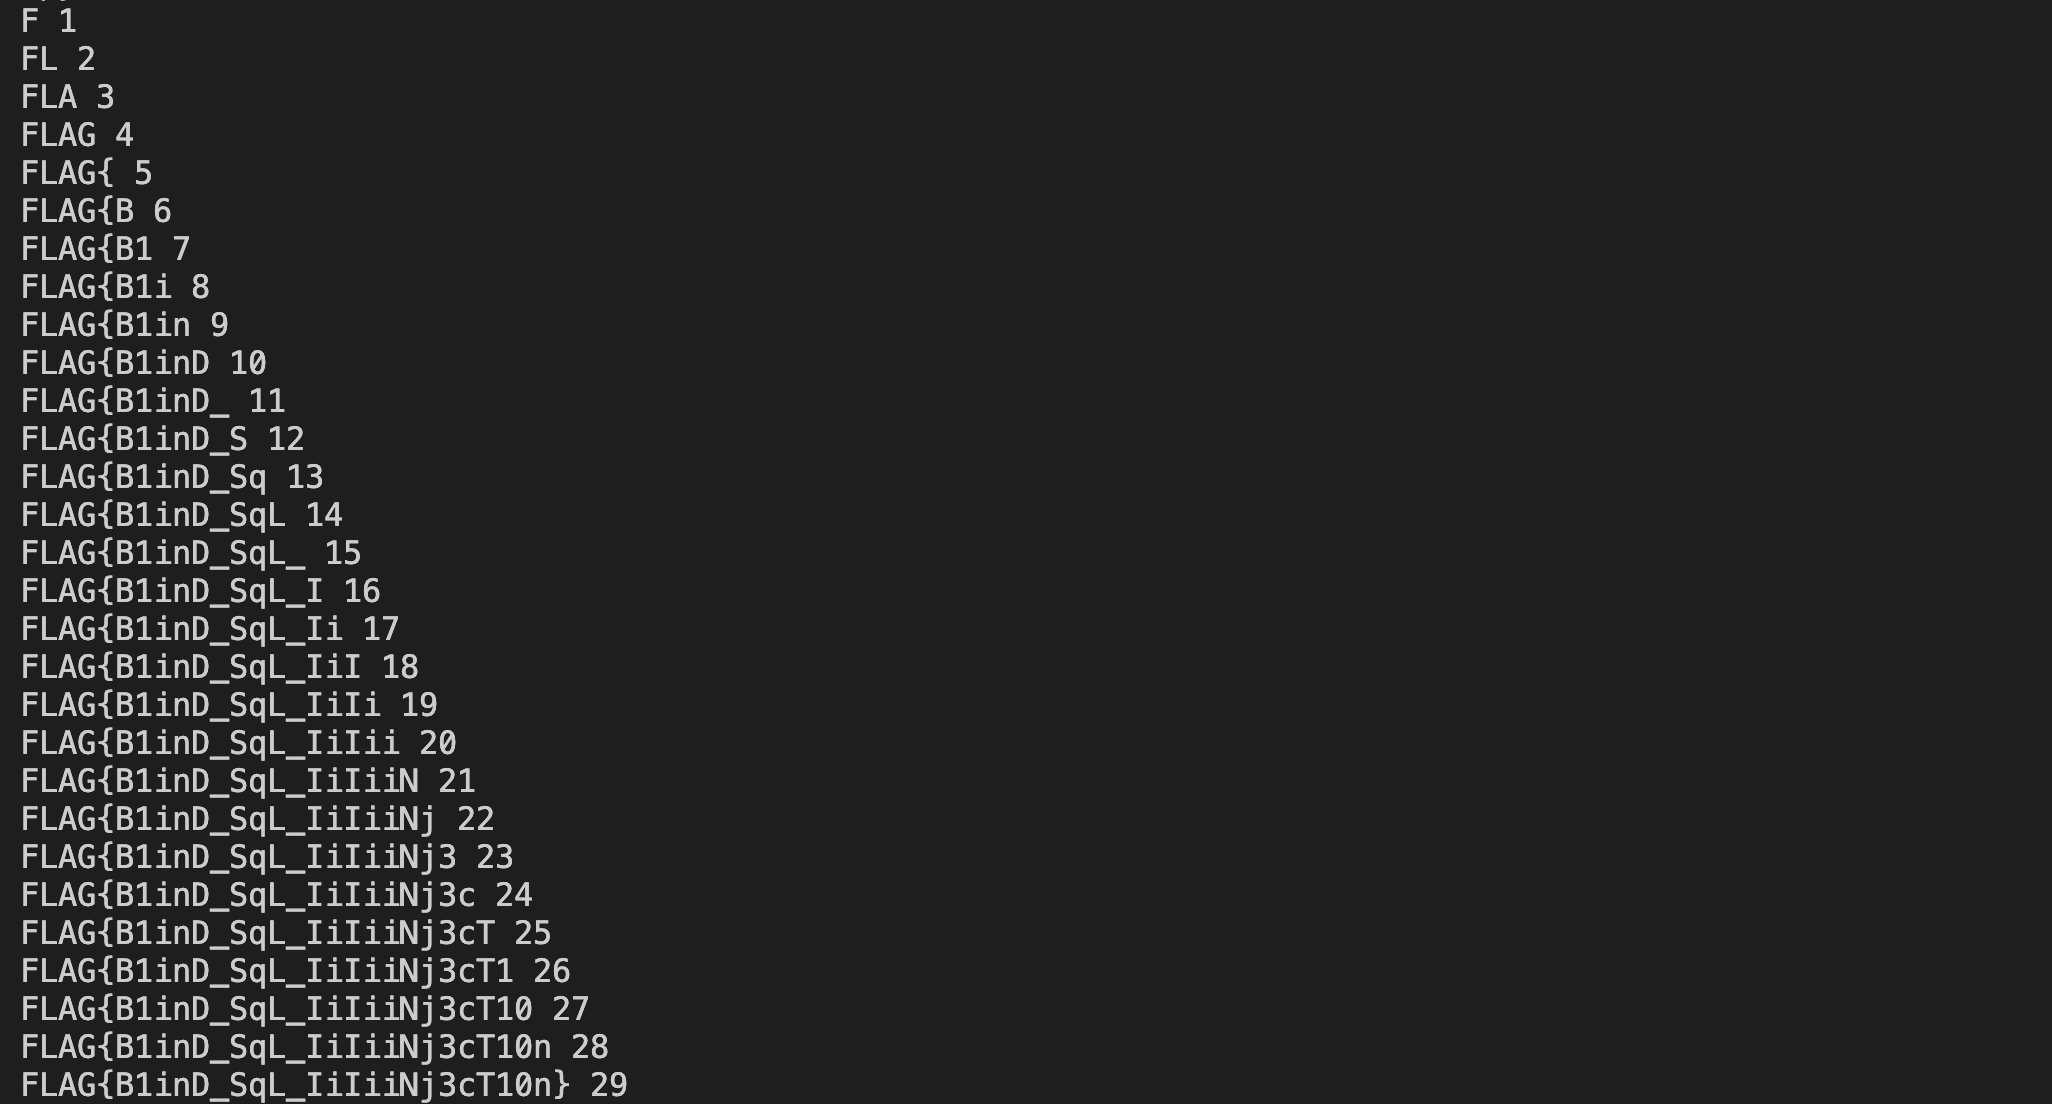 F 1
FL 2
FLA 3
FLAG 4
FLAG{ 5
FLAG{B 6
FLAG{B1 7
FLAG{B1i 8
FLAG{B1in 9
FLAG{B1inD 10
FLAG{B1inD_ 11
FLAG{B1inD_S 12
FLAG{B1inD_Sq 13
FLAG{B1inD_SqL 14
FLAG{B1inD_SqL_ 15
FLAG{B1inD_SqL_I 16
FLAG{B1inD_SqL_Ii 17
FLAG{B1inD_SqL_IiI 18
FLAG{B1inD_SqL_IiIi 19
FLAG{B1inD_SqL_IiIii 20
FLAG{B1inD_SqL_IiIiiN 21
FLAG{B1inD_SqL_IiIiiNj 22
FLAG{B1inD_SqL_IiIiiNj3 23
FLAG{B1inD_SqL_IiIiiNj3c 24
FLAG{B1inD_SqL_IiIiiNj3cT 25
FLAG{B1inD_SqL_IiIiiNj3cT1 26
FLAG{B1inD_SqL_IiIiiNj3cT10 27
FLAG{B1inD_SqL_IiIiiNj3cT10n 28
FLAG{B1inD_SqL_IiIiiNj3cT10n} 29